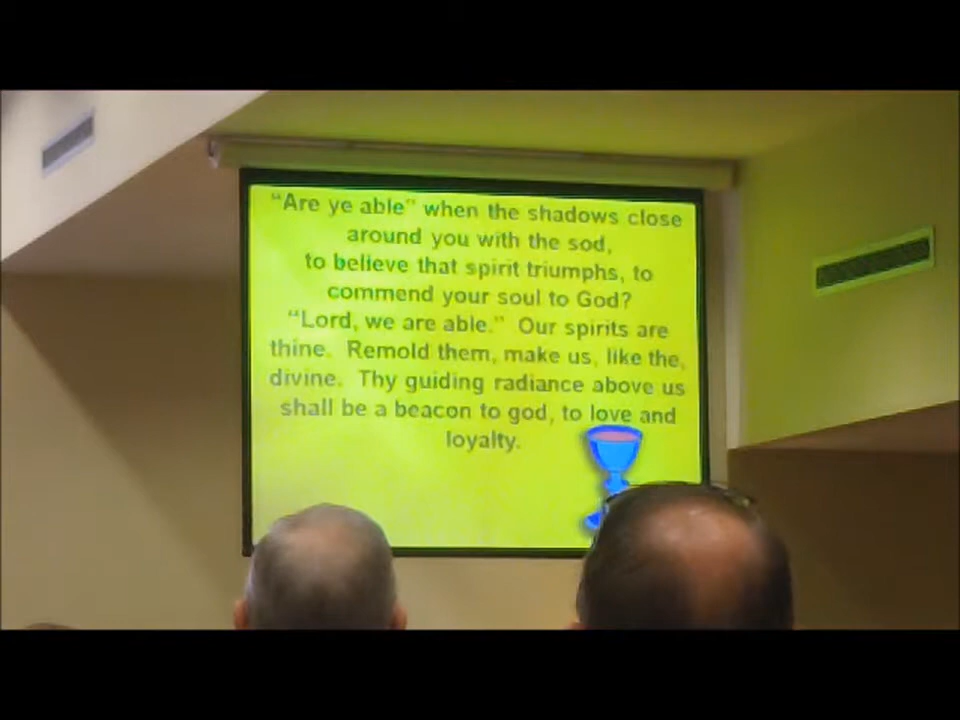 “Are ye able” when the shadows close
around you with the sod,
to believe that spirit triumphs, to
commend your soul to God?
“Lord, we are able.” Our spirits are
thine. Remold them, make us, like the,
divine. Thy guiding radiance above us
shall be a beacon to god, to love and
loyalty.